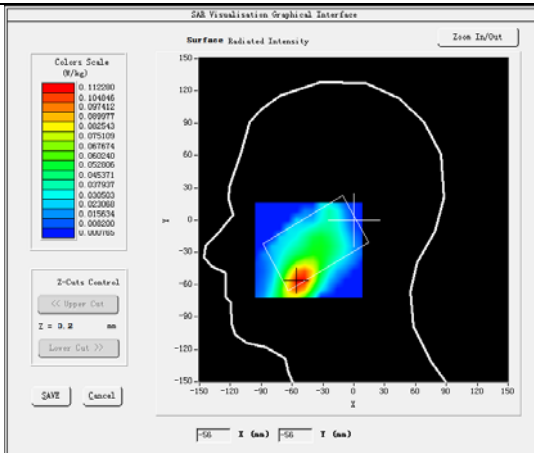 SAR Visualisation Graphical Interface
Surface Radiated Intensity
Zoom In/Out
Colors Scale
(W/kg)
0.112280
0.104846
0.097412
0.089977
0.082543
0.075109
0.067674
0.060240
0.052806
0.045371
0.037937
0.030503
0.023068
0.015634
0.008200
0.000765
150
120
90
60
30
0
-30
-60
-90
-120
-150
Y
-150 -120 -90 -60 -30 0 30 60 90 120 150
X
Z-Cuts Control
<< Upper Cut
Z = 3.2 mm
Lower Cut >>
SAVE Cancel
-56 X (mm) -56 Y (mm)